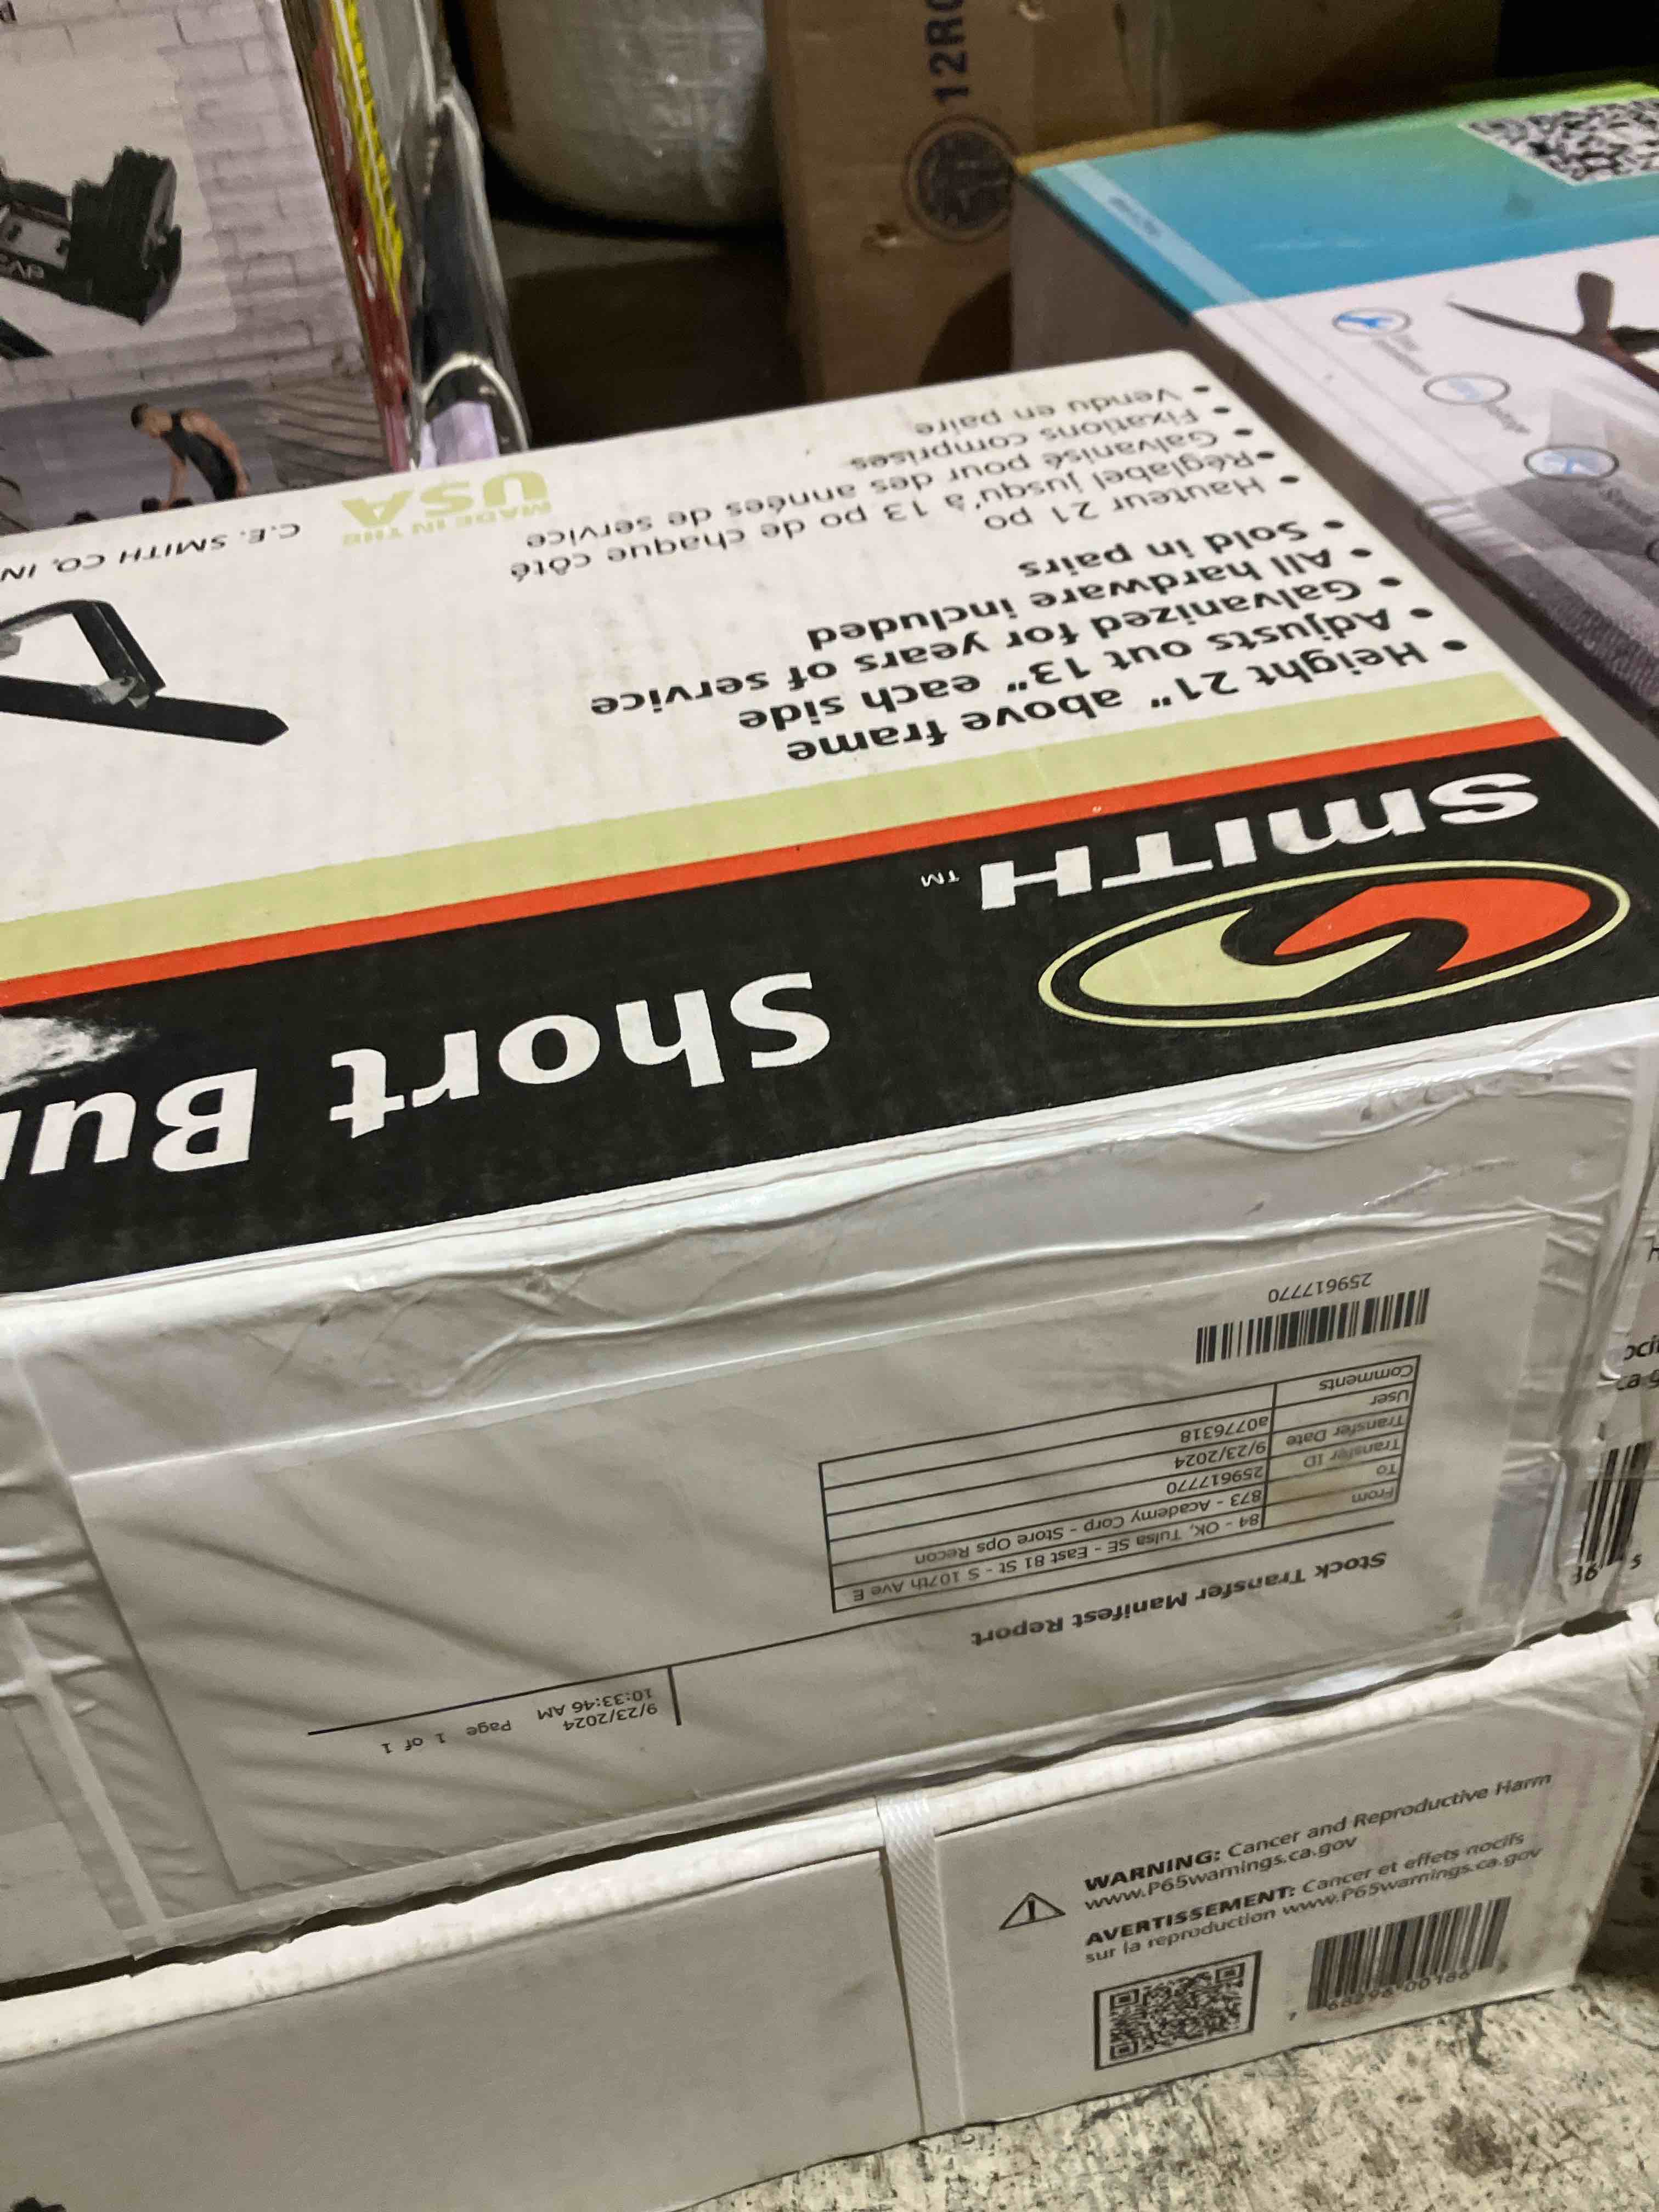 SMITH™
Short Bu
• Height 21" above frame
• Adjusts out 13" each side
• Galvanized for years of service
• All hardware included
• Sold in pairs
• Hauteur 21 po
• Réglabel jusqu'à 13 po de chaque côté
• Galvanisé pour des années de service
• Fixations comprises
• Vendu en paire
MADE IN THE
USA
C.E. SMITH CO, IN
9/23/2024
10:33:46 AM
Page 1 of 1
Stock Transfer Manifest Report
From 84 - OK, Tulsa SE - East 81 St - S 107th Ave E
To 873 - Academy Corp - Store Ops Recon
Transfer ID 259617770
Transfer Date 9/23/2024
User a0776318
Comments
259617770
WARNING: Cancer and Reproductive Harm
www.P65warnings.ca.gov
AVERTISSEMENT: Cancer et effets nocifs
sur la reproduction www.P65warnings.ca.gov
12RC